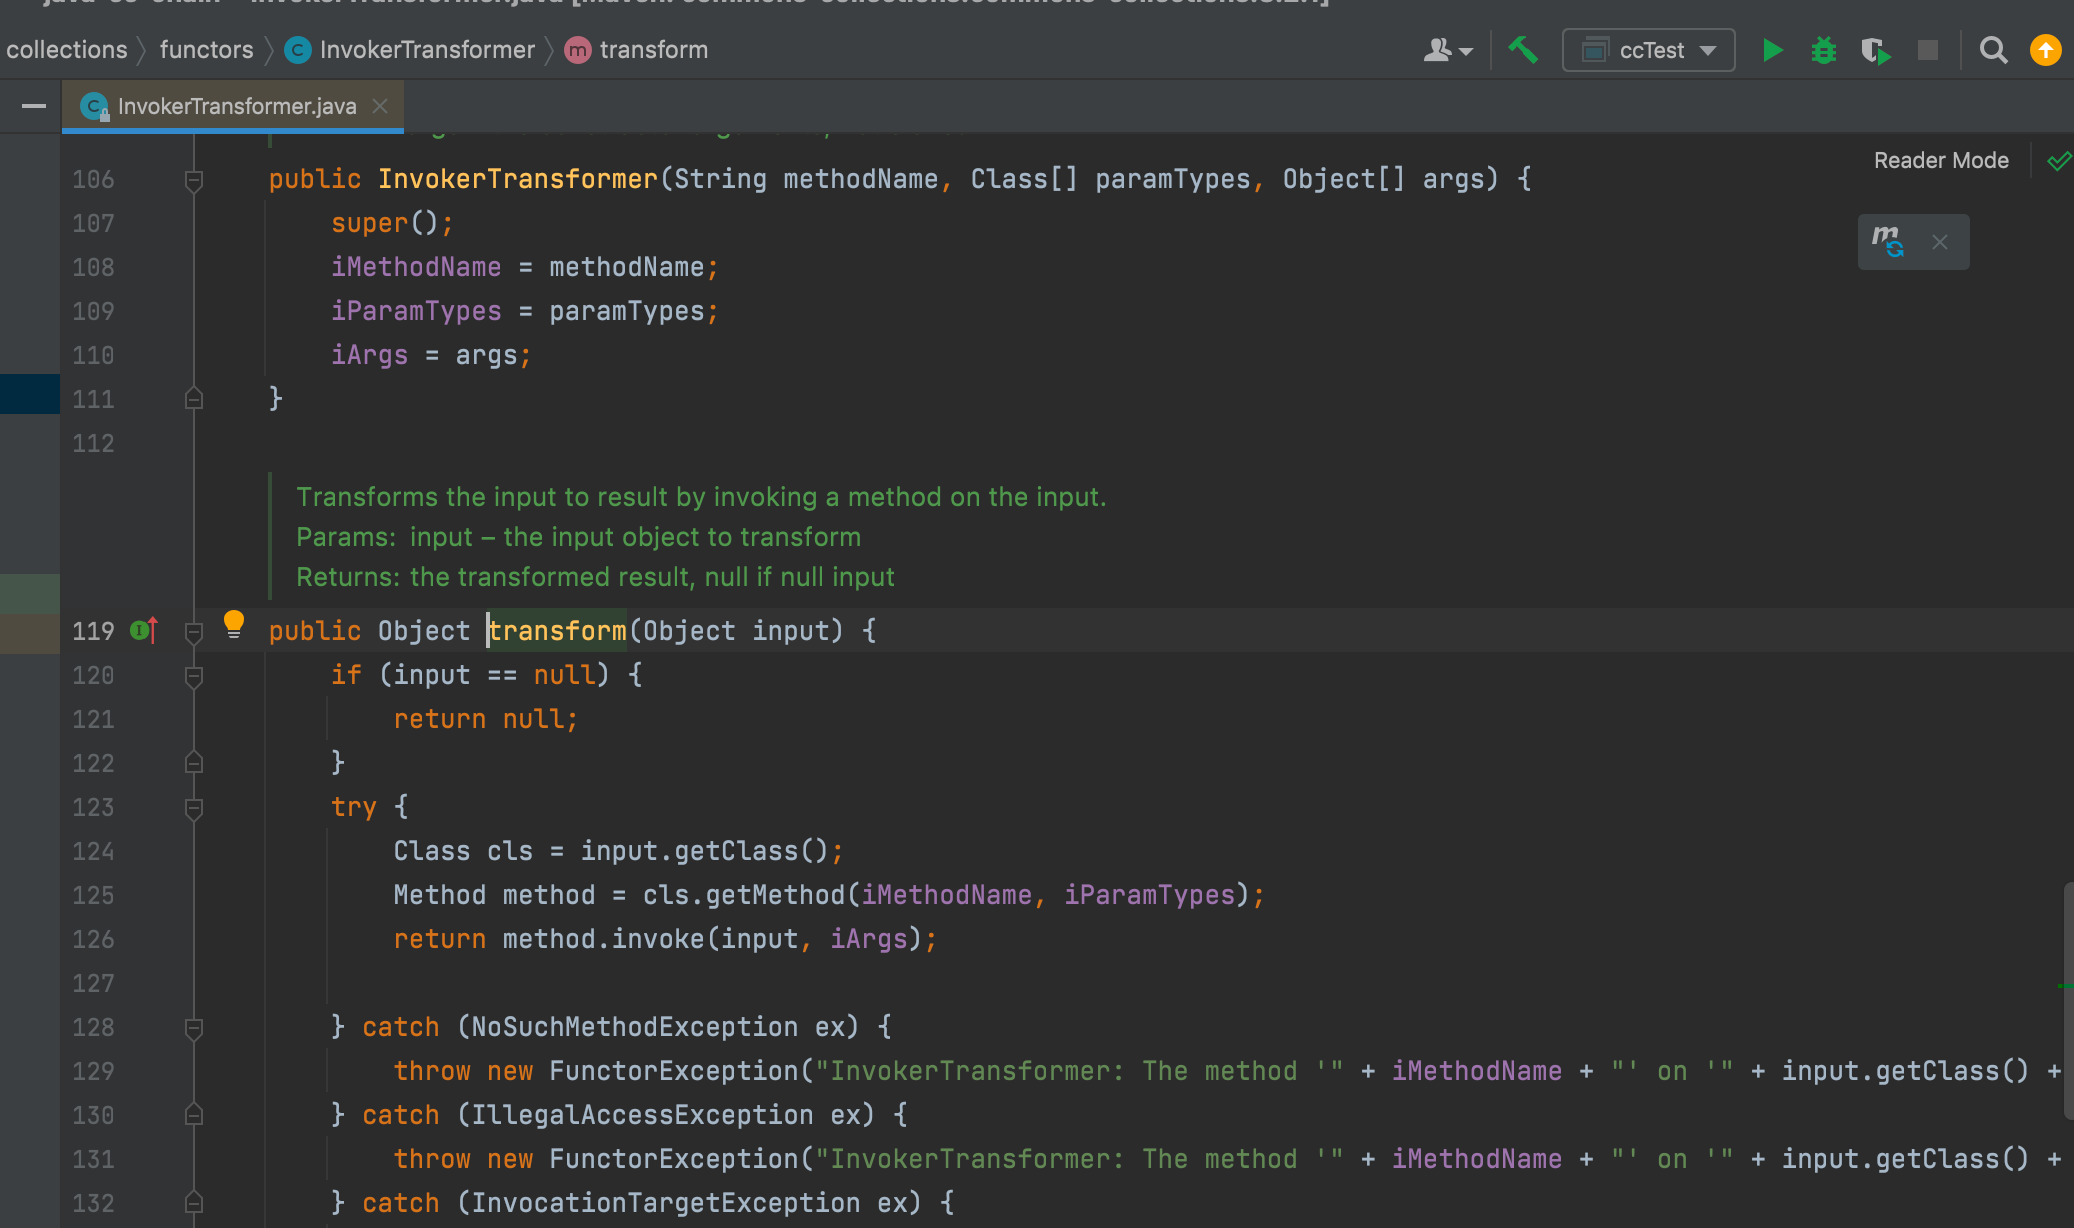 collections functors InvokerTransformer transform ccTest
InvokerTransformer.java
Reader Mode
106 public InvokerTransformer(String methodName, Class[] paramTypes, Object[] args) {
107 super();
108 iMethodName = methodName;
109 iParamTypes = paramTypes;
110 iArgs = args;
111 }
112
Transforms the input to result by invoking a method on the input.
Params: input – the input object to transform
Returns: the transformed result, null if null input
119 public Object transform(Object input) {
120 if (input == null) {
121 return null;
122 }
123 try {
124 Class cls = input.getClass();
125 Method method = cls.getMethod(iMethodName, iParamTypes);
126 return method.invoke(input, iArgs);
127
128 } catch (NoSuchMethodException ex) {
129 throw new FunctorException("InvokerTransformer: The method '" + iMethodName + "' on '" + input.getClass() +
130 } catch (IllegalAccessException ex) {
131 throw new FunctorException("InvokerTransformer: The method '" + iMethodName + "' on '" + input.getClass() +
132 } catch (InvocationTargetException ex) {